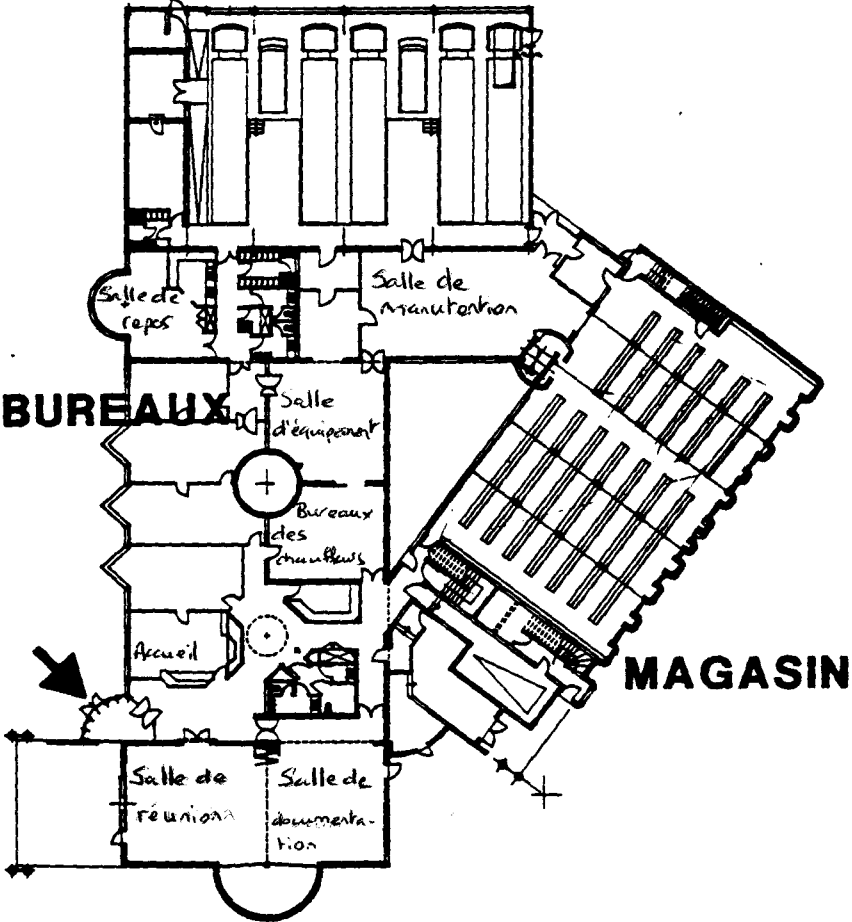 Salle de
repos
Salle de
manutention
BUREAUX
Salle
d'équipement
Bureaux
des
chauffeurs
Accueil
MAGASIN
Salle de
réunions
Salle de
documenta-
tion